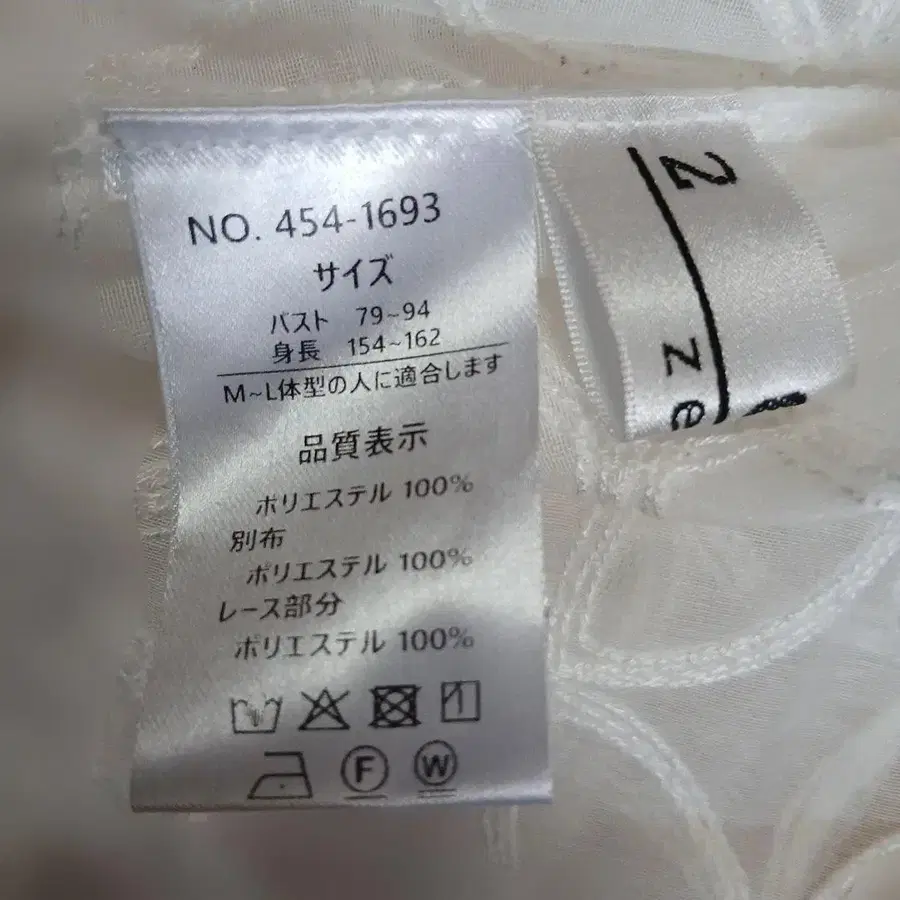 NO. 454-1693
サイズ
バスト 79~94
身長 154~162
M~L体型の人に適合します
品質表示
ポリエステル 100%
別布
ポリエステル 100%
レース部分
ポリエステル 100%
F W
2
ze